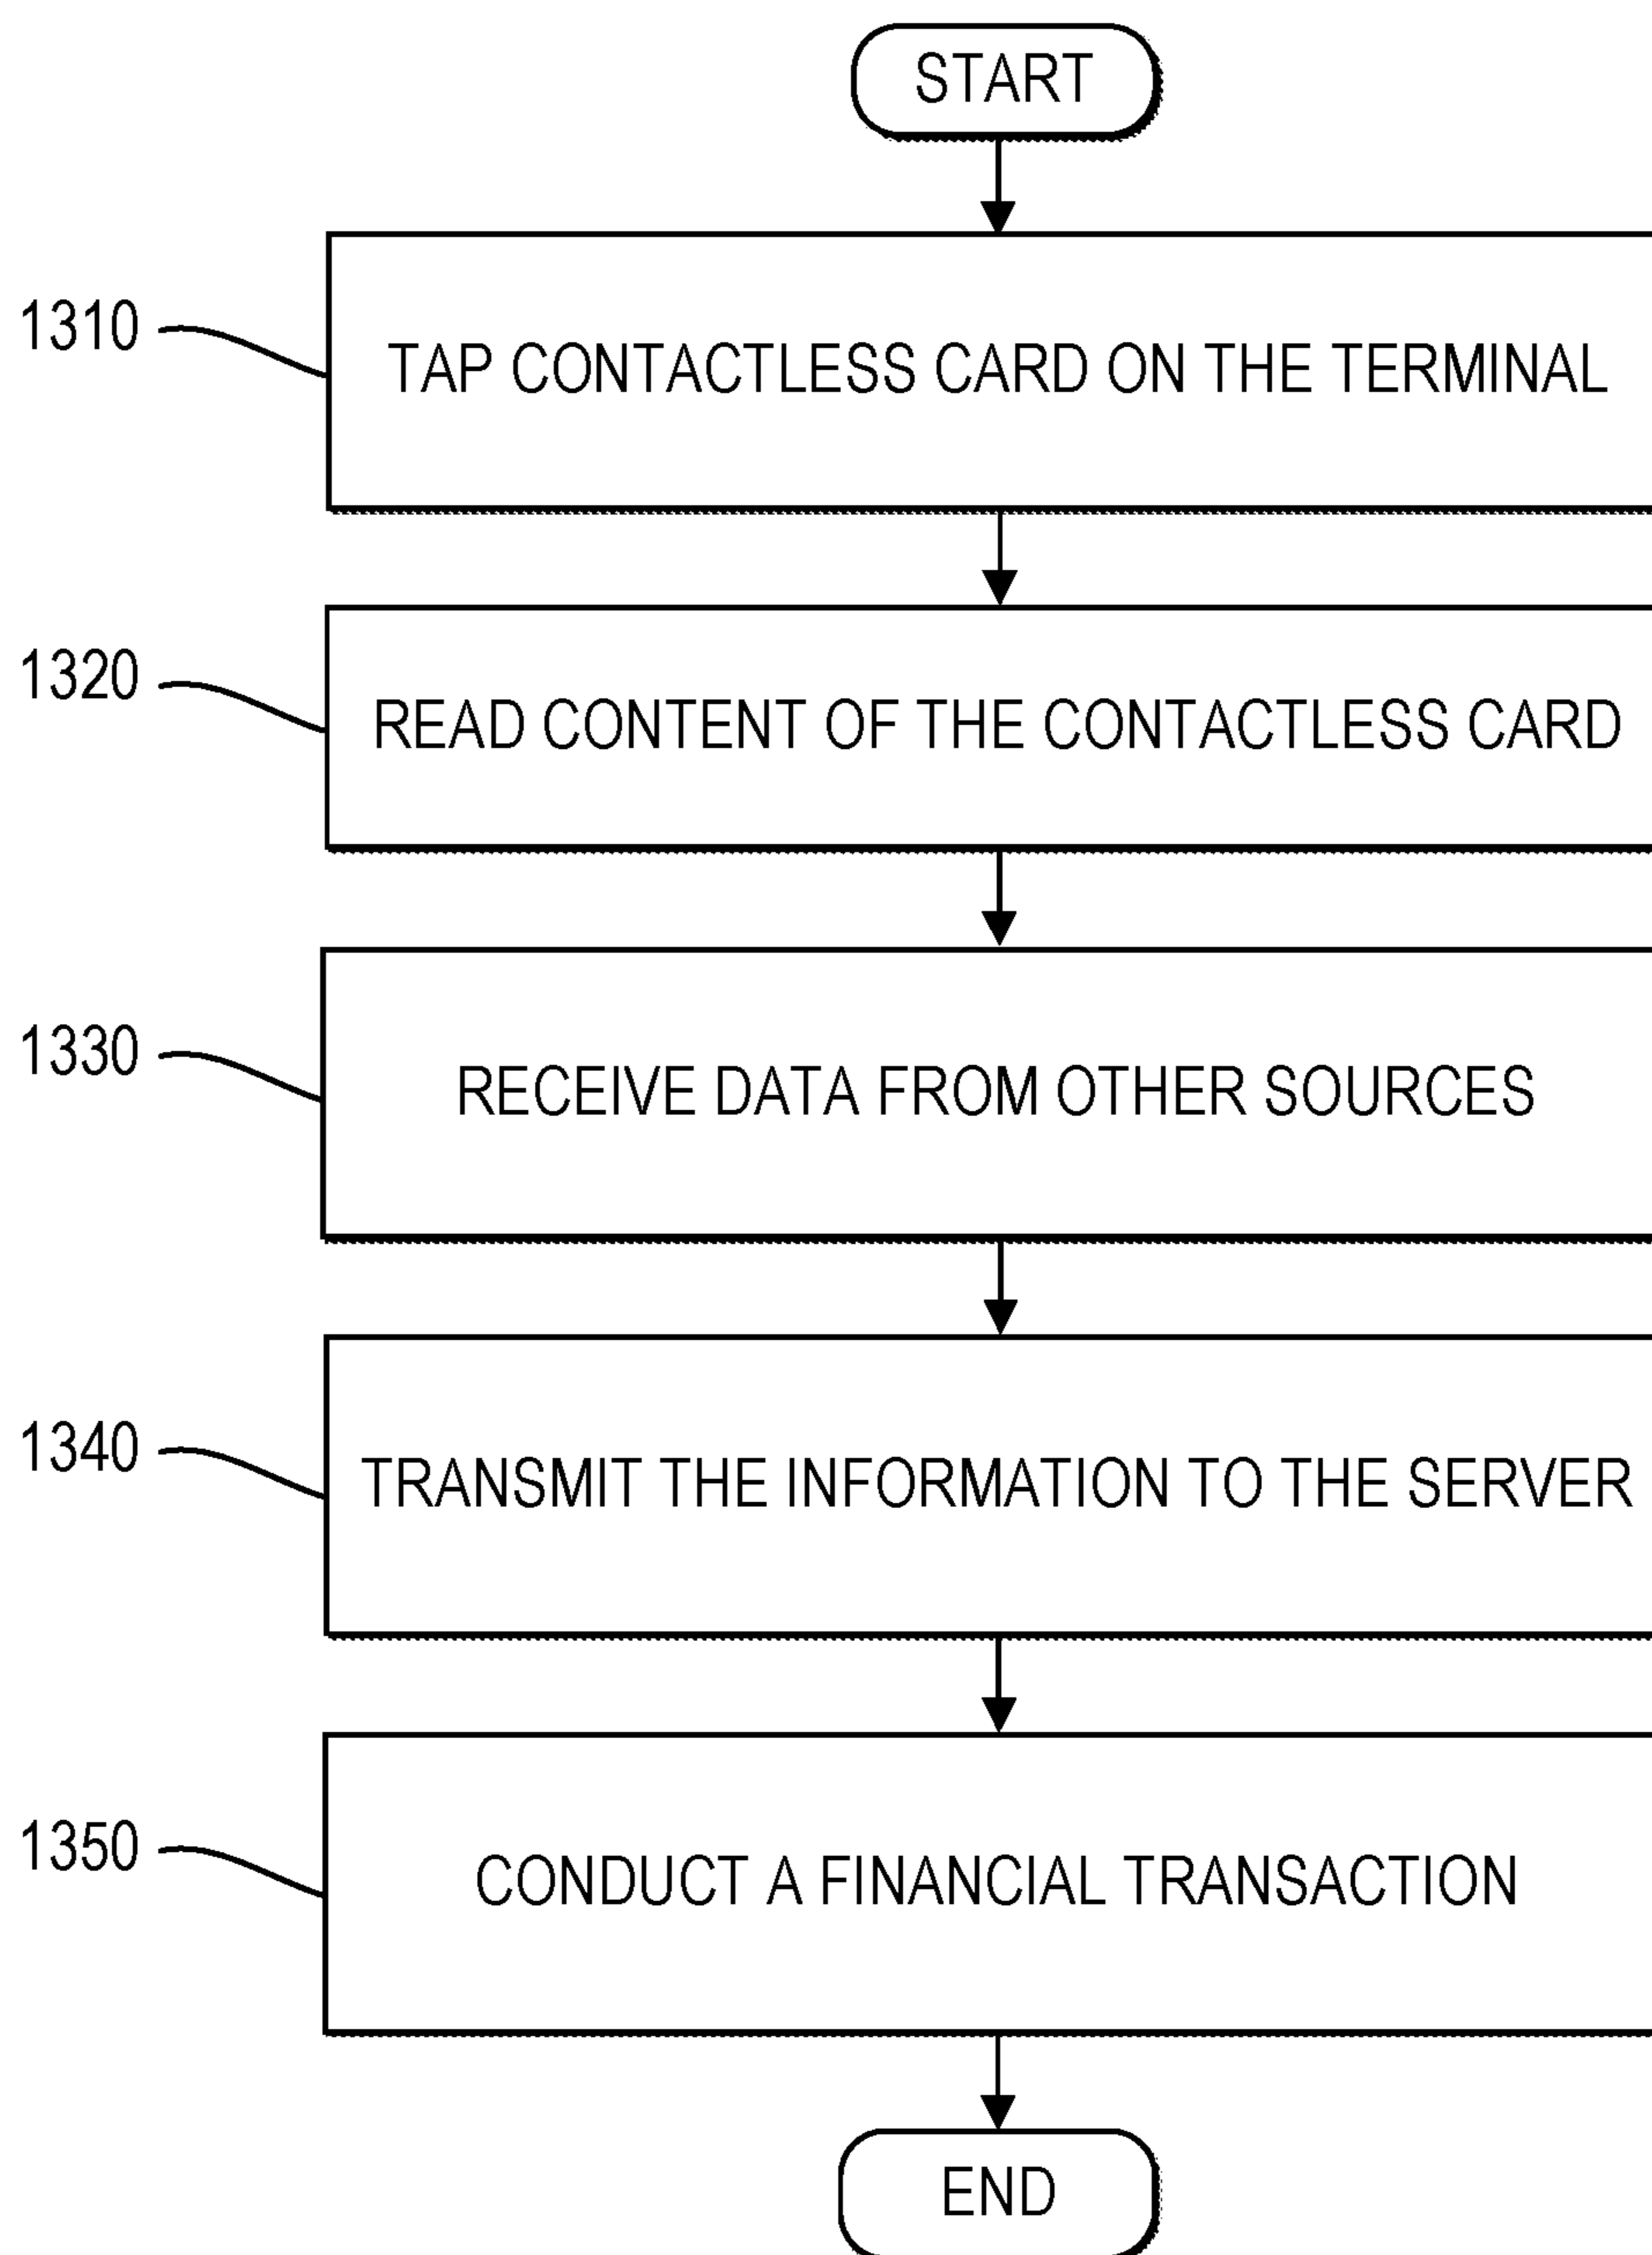 START
1310
TAP CONTACTLESS CARD ON THE TERMINAL
1320
READ CONTENT OF THE CONTACTLESS CARD
1330
RECEIVE DATA FROM OTHER SOURCES
1340
TRANSMIT THE INFORMATION TO THE SERVER
1350
CONDUCT A FINANCIAL TRANSACTION
END